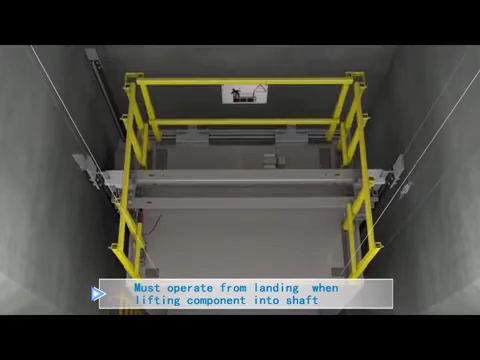 Must operate from landing when
lifting component into shaft